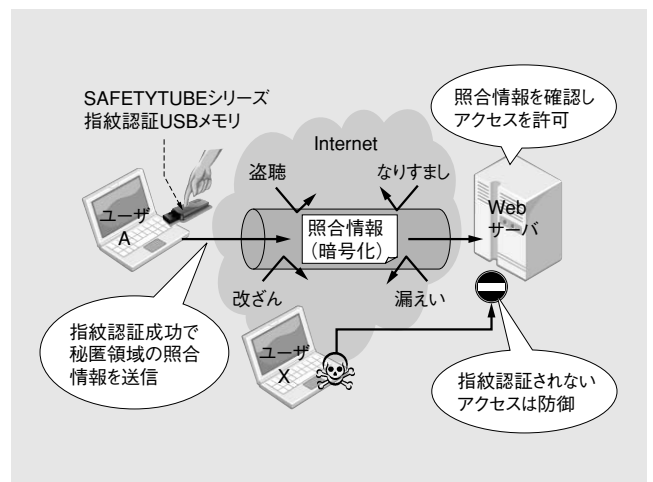 SAFETYTUBEシリーズ
指紋認証USBメモリ
照合情報を確認し
アクセスを許可
Internet
盗聴
なりすまし
ユーザ
A
照合情報
(暗号化)
Web
サーバ
改ざん
漏えい
指紋認証成功で
秘匿領域の照合
情報を送信
ユーザ
X
指紋認証されない
アクセスは防御